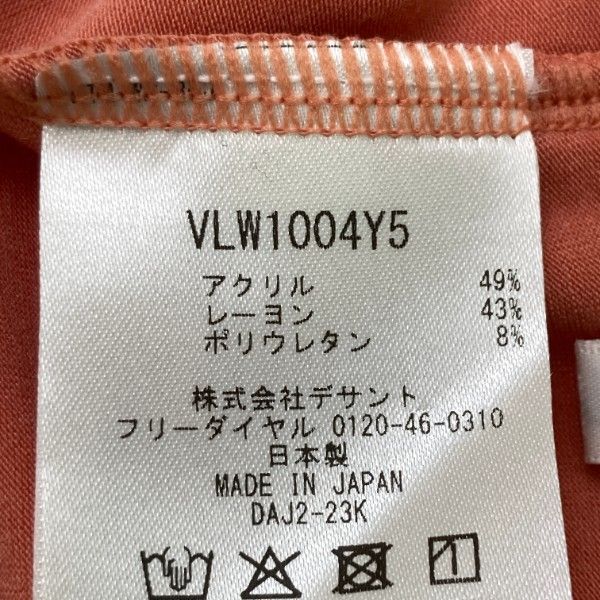 VLW1004Y5
アクリル 49%
レーヨン 43%
ポリウレタン 8%
株式会社デサント
フリーダイヤル 0120-46-0310
日本製
MADE IN JAPAN
DAJ2-23K